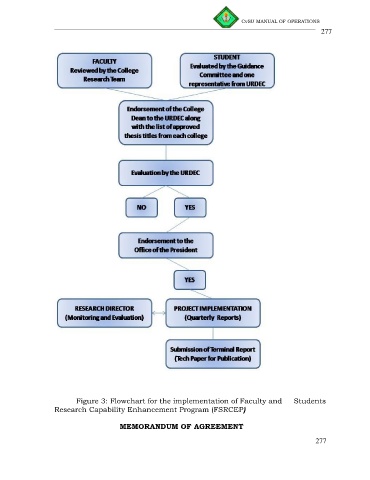 CvSU MANUAL OF OPERATIONS
277
FACULTY
Reviewed by the College
Research Team
STUDENT
Evaluated by the Guidance
Committee and one
representative from URDEC
Endorsement of the College
Dean to the URDEC along
with the list of approved
thesis titles from each college
Evaluation by the URDEC
NO
YES
Endorsement to the
Office of the President
YES
RESEARCH DIRECTOR
(Monitoring and Evaluation)
PROJECT IMPLEMENTATION
(Quarterly Reports)
Submission of Terminal Report
(Tech Paper for Publication)
Figure 3: Flowchart for the implementation of Faculty and Students
Research Capability Enhancement Program (FSRCEP)
MEMORANDUM OF AGREEMENT
277